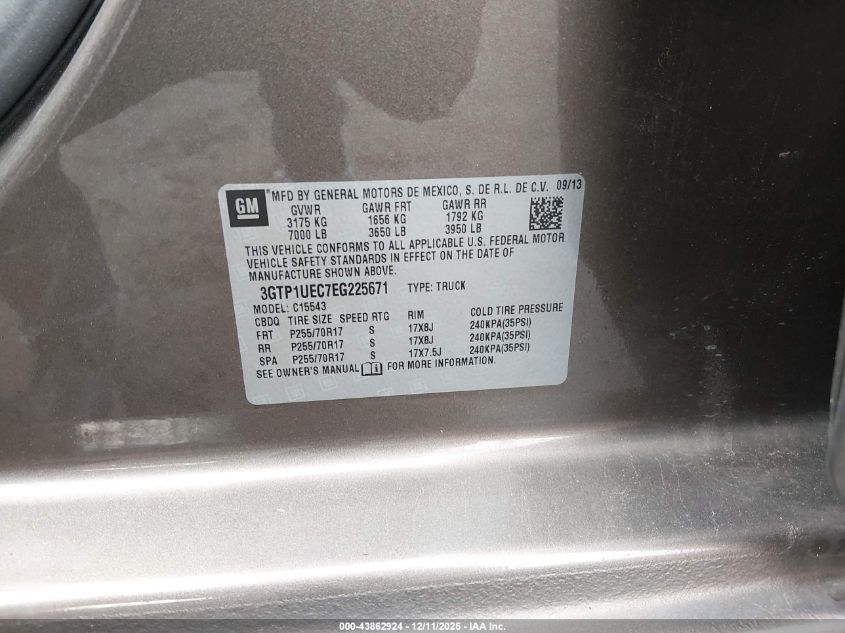 GM
MFD BY GENERAL MOTORS DE MEXICO, S. DE R.L. DE C.V. 09/13
GVWR GAWR FRT GAWR RR
3175 KG 1656 KG 1792 KG
7000 LB 3650 LB 3950 LB
THIS VEHICLE CONFORMS TO ALL APPLICABLE U.S. FEDERAL MOTOR
VEHICLE SAFETY STANDARDS IN EFFECT ON THE DATE OF
MANUFACTURE SHOWN ABOVE.
3GTP1UEC7EG225671 TYPE: TRUCK
MODEL: C15543
CBDQ TIRE SIZE SPEED RTG RIM COLD TIRE PRESSURE
FRT P255/70R17 S 17X8J 240KPA(35PSI)
RR P255/70R17 S 17X8J 240KPA(35PSI)
SPA P255/70R17 S 17X7.5J 240KPA(35PSI)
SEE OWNER'S MANUAL FOR MORE INFORMATION.
000-43862924 - 12/11/2025 - IAA Inc.